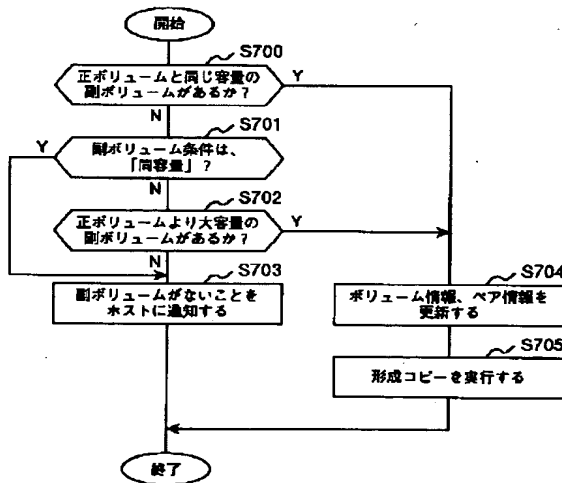 開始
S700
正ボリュームと同じ容量の
副ボリュームがあるか？
Y
N
S701
副ボリューム条件は、
「同容量」？
Y
N
S702
正ボリュームより大容量の
副ボリュームがあるか？
Y
N
S703
副ボリュームがないことを
ホストに通知する
S704
ボリューム情報、ペア情報を
更新する
S705
形成コピーを実行する
終了